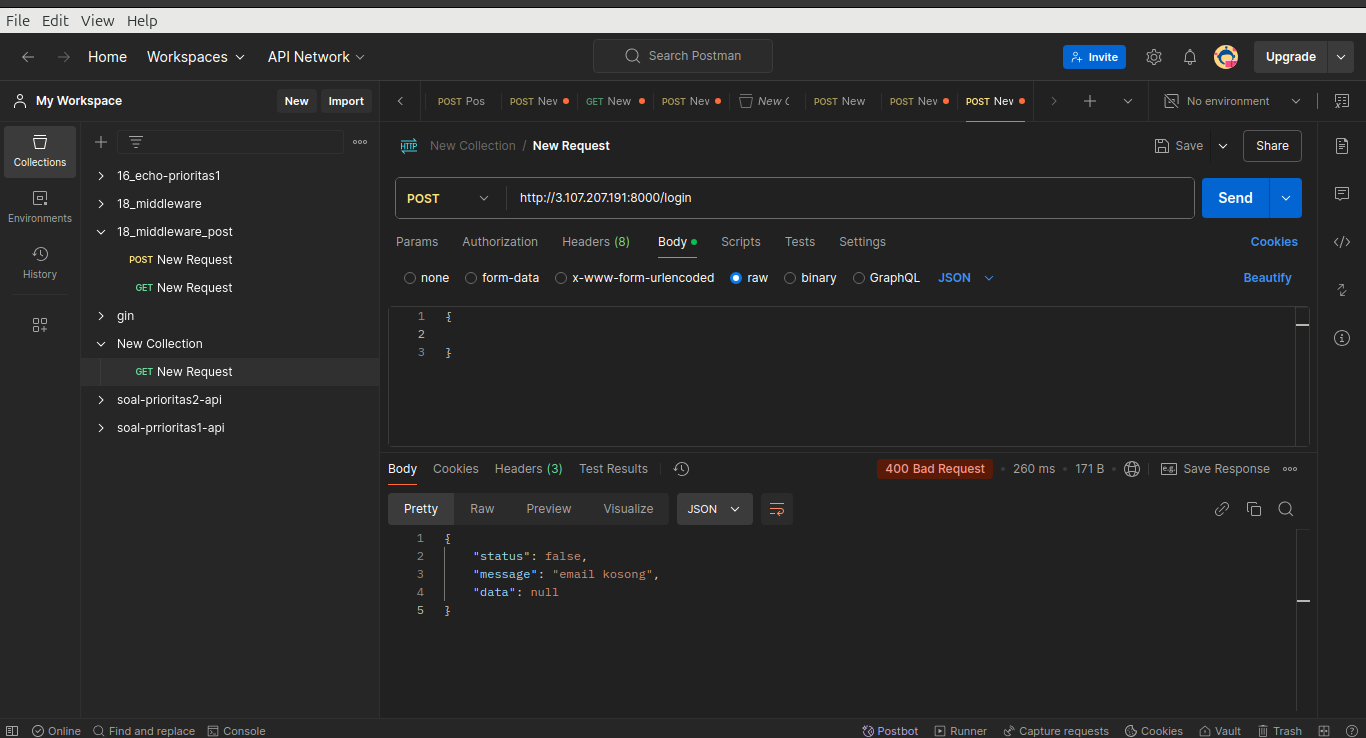 File Edit View Help
Home Workspaces API Network Search Postman Invite Upgrade
My Workspace New Import POST Pos POST Nev GET New POST Nev New C POST New POST Nev POST Nev No environment
Collections
Environments
History
16_echo-prioritas1
18_middleware
18_middleware_post
POST New Request
GET New Request
gin
New Collection
GET New Request
soal-prioritas2-api
soal-prrioritas1-api
HTTP New Collection / New Request Save Share
POST http://3.107.207.191:8000/login Send
Params Authorization Headers (8) Body Scripts Tests Settings Cookies
none form-data x-www-form-urlencoded raw binary GraphQL JSON Beautify
1 {
2
3 }
Body Cookies Headers (3) Test Results 400 Bad Request 260 ms 171 B e.g. Save Response
Pretty Raw Preview Visualize JSON
1 {
2 "status": false,
3 "message": "email kosong",
4 "data": null
5 }
Online Find and replace Console Postbot Runner Capture requests Cookies Vault Trash